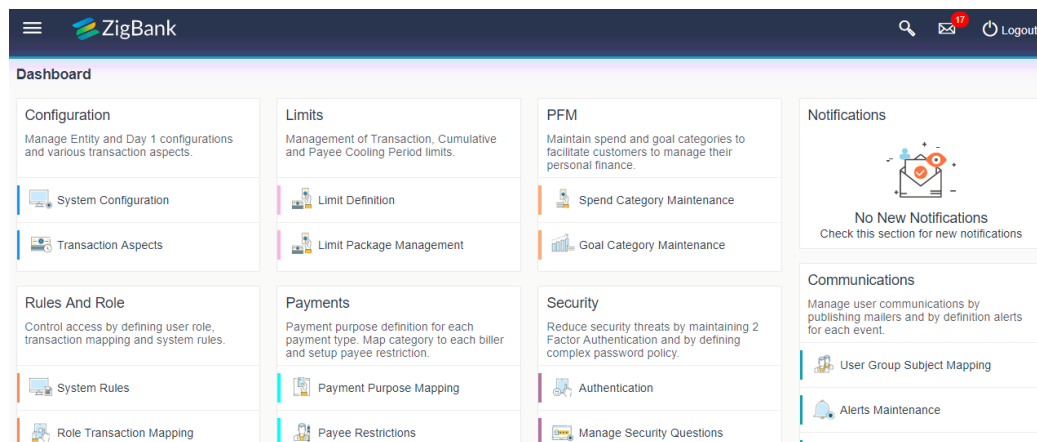 ZigBank
17
Logout
Dashboard
Configuration
Manage Entity and Day 1 configurations
and various transaction aspects.
System Configuration
Transaction Aspects
Limits
Management of Transaction, Cumulative
and Payee Cooling Period limits.
Limit Definition
Limit Package Management
PFM
Maintain spend and goal categories to
facilitate customers to manage their
personal finance.
Spend Category Maintenance
Goal Category Maintenance
Notifications
No New Notifications
Check this section for new notifications
Rules And Role
Control access by defining user role,
transaction mapping and system rules.
System Rules
Role Transaction Mapping
Payments
Payment purpose definition for each
payment type. Map category to each biller
and setup payee restriction.
Payment Purpose Mapping
Payee Restrictions
Security
Reduce security threats by maintaining 2
Factor Authentication and by defining
complex password policy.
Authentication
Manage Security Questions
Communications
Manage user communications by
publishing mailers and by definition alerts
for each event.
User Group Subject Mapping
Alerts Maintenance